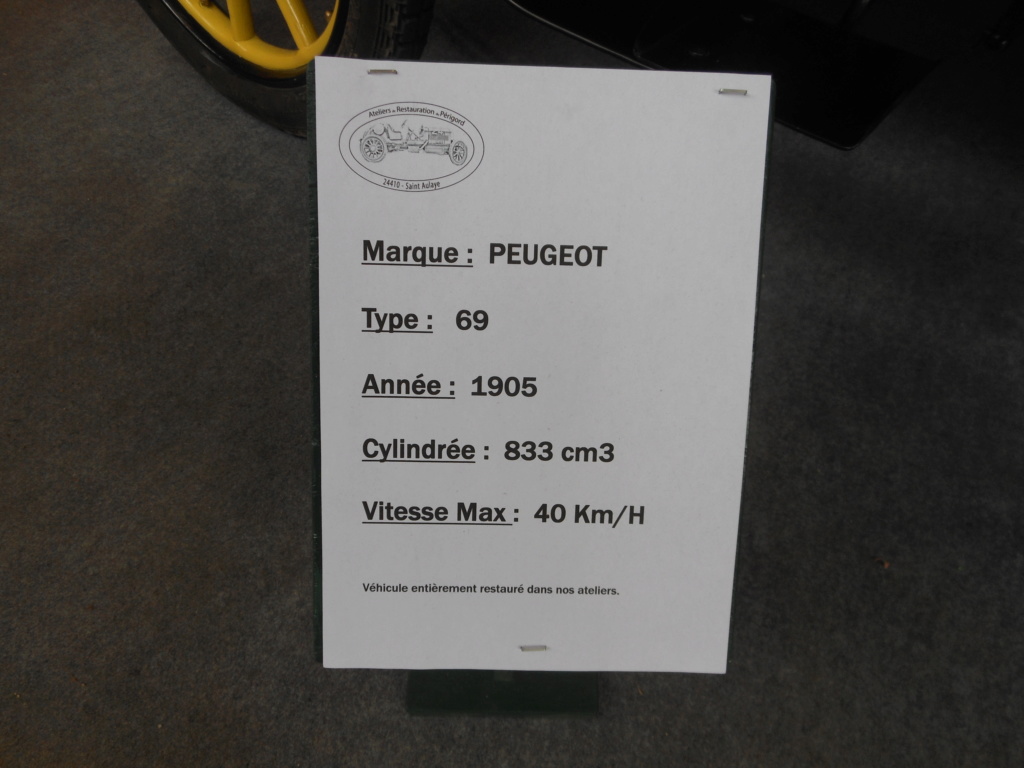 Ateliers de Restauration du Périgord
24410 - Saint Aulaye
Marque : PEUGEOT
Type : 69
Année : 1905
Cylindrée : 833 cm3
Vitesse Max : 40 Km/H
Véhicule entièrement restauré dans nos ateliers.